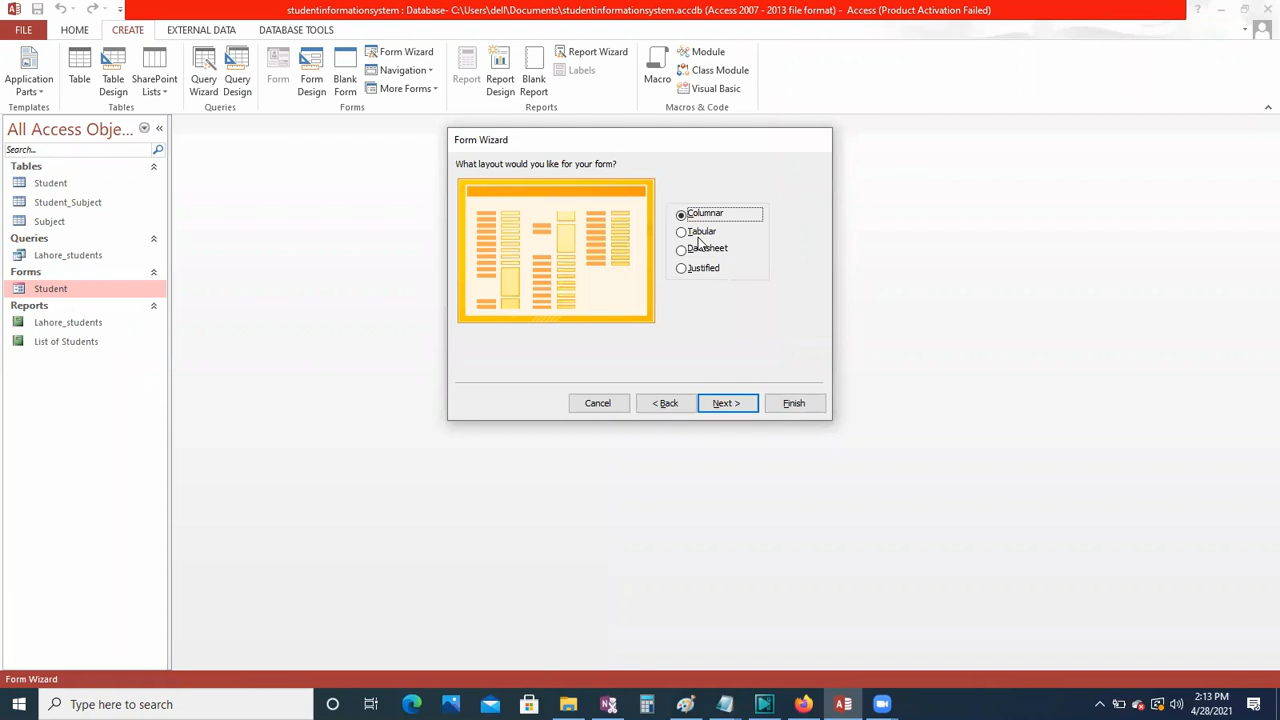 studentinformationsystem : Database- C:\Users\dell\Documents\studentinformationsystem.accdb (Access 2007 - 2013 file format) - Access (Product Activation Failed)
FILE HOME CREATE EXTERNAL DATA DATABASE TOOLS
Application Parts
Table
Table Design
SharePoint Lists
Query Wizard
Query Design
Form
Form Design
Blank Form
Form Wizard
Navigation
More Forms
Report
Report Design
Blank Report
Report Wizard
Labels
Macro
Module
Class Module
Visual Basic
Templates Tables Queries Forms Reports Macros & Code
All Access Obje...
Search...
Tables
Student
Student_Subject
Subject
Queries
Lahore_students
Forms
Student
Reports
Lahore_students
List of Students
Form Wizard
What layout would you like for your form?
Columnar
Tabular
Datasheet
Justified
Cancel < Back Next > Finish
Form Wizard
Type here to search
2:13 PM
4/28/2021